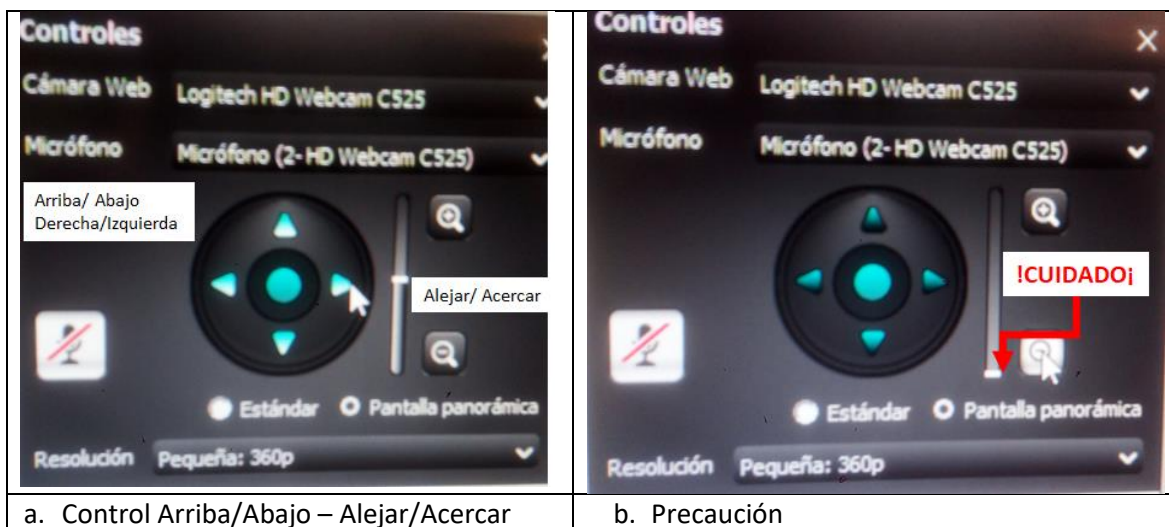 Controles
Cámara Web Logitech HD Webcam C525
Micrófono Micrófono (2- HD Webcam C525)
Arriba/ Abajo
Derecha/Izquierda
Alejar/ Acercar
Estándar Pantalla panorámica
Resolución Pequeña: 360p
a. Control Arriba/Abajo – Alejar/Acercar
Controles
X
Cámara Web Logitech HD Webcam C525
Micrófono Micrófono (2- HD Webcam C525)
!CUIDADO¡
Estándar Pantalla panorámica
Resolución Pequeña: 360p
b. Precaución